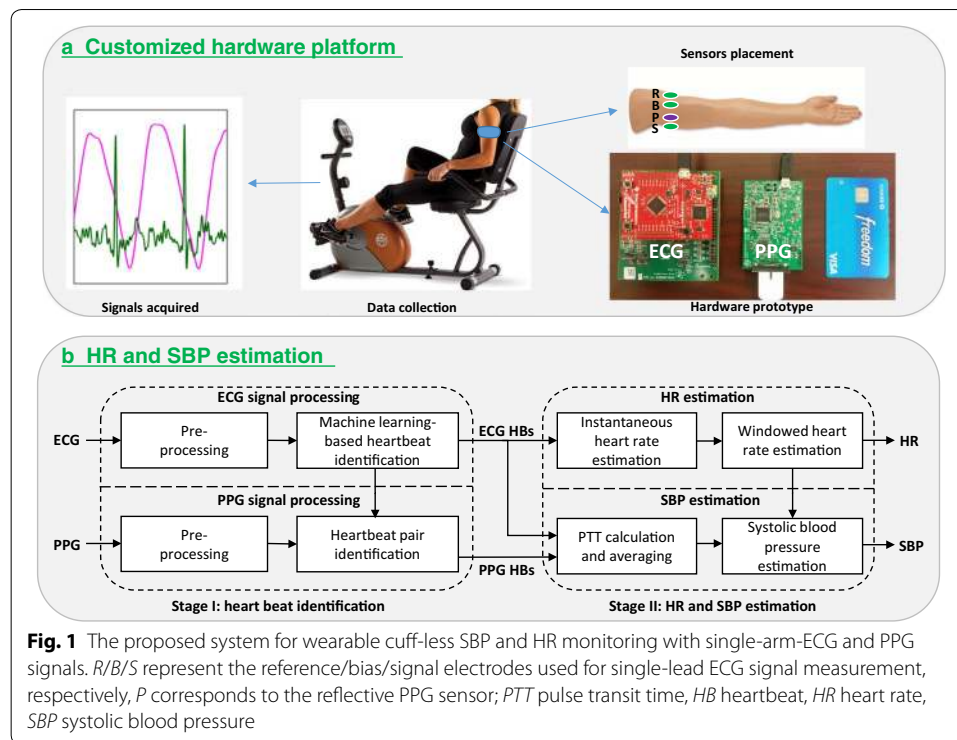 a Customized hardware platform
Sensors placement
R
B
P
S
ECG
PPG
freedom
VISA
Signals acquired
Data collection
Hardware prototype
b HR and SBP estimation
ECG signal processing
HR estimation
ECG
Pre-
processing
Machine learning-
based heartbeat
identification
ECG HBs
Instantaneous
heart rate
estimation
Windowed heart
rate estimation
HR
PPG signal processing
SBP estimation
PPG
Pre-
processing
Heartbeat pair
identification
PPG HBs
PTT calculation
and averaging
Systolic blood
pressure
estimation
SBP
Stage I: heart beat identification
Stage II: HR and SBP estimation
Fig. 1 The proposed system for wearable cuff-less SBP and HR monitoring with single-arm-ECG and PPG
signals. R/B/S represent the reference/bias/signal electrodes used for single-lead ECG signal measurement,
respectively, P corresponds to the reflective PPG sensor; PTT pulse transit time, HB heartbeat, HR heart rate,
SBP systolic blood pressure